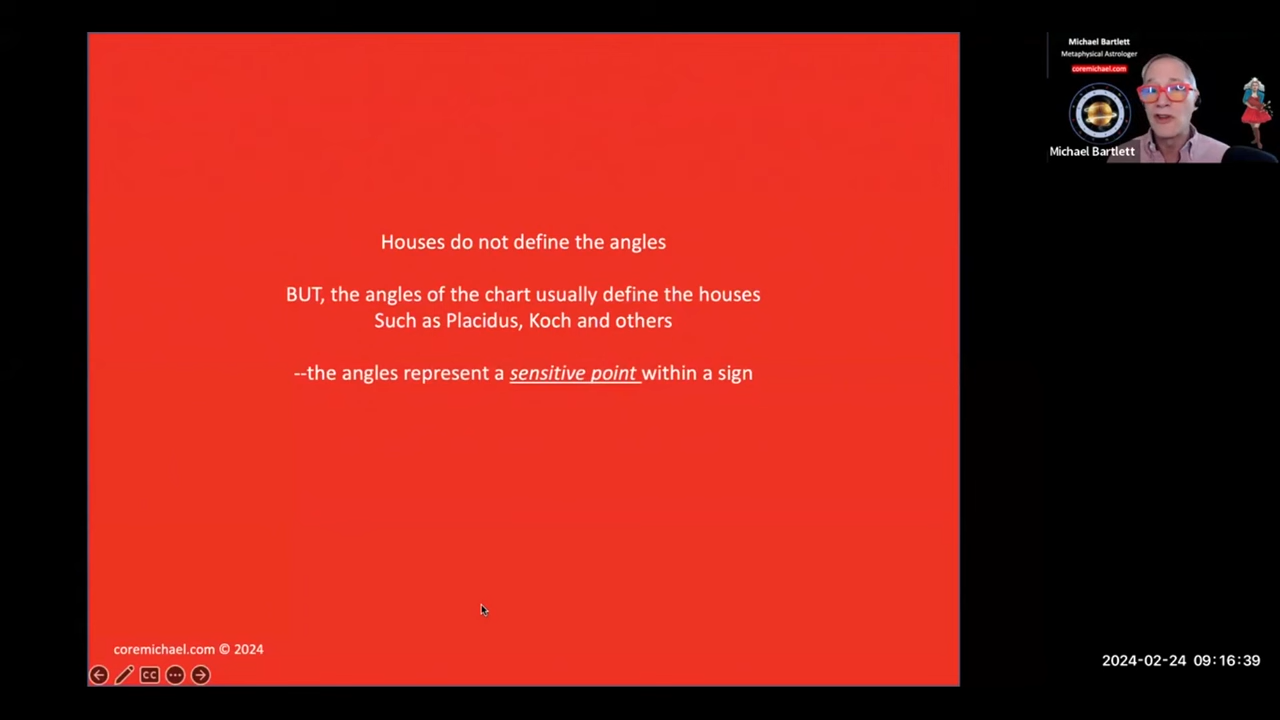 Houses do not define the angles
BUT, the angles of the chart usually define the houses
Such as Placidus, Koch and others
--the angles represent a sensitive point within a sign
coremichael.com © 2024
CC
Michael Bartlett
Metaphysical Astrologer
coremichael.com
Michael Bartlett
2024-02-24 09:16:39